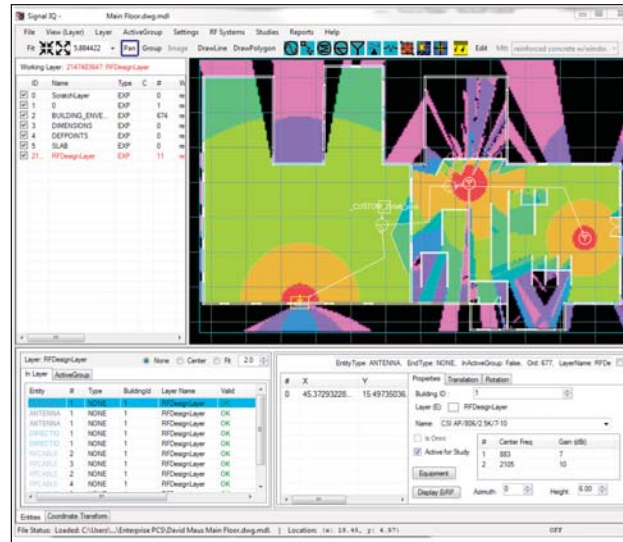 Signal IQ - Main Floor.dwg.mdl
File View (Layer) Layer ActiveGroup Settings RF Systems Studies Reports Help
Fit 5.884422 Pan Group Image DrawLine DrawPolygon Edit Mtl: reinforced concrete w/window
Working Layer: 2147483647 RFDesignLayer
ID Name Type C # W
0 ScratchLayer EXP 0
1 0 EXP 1
2 BUILDING_ENVE... EXP 674
3 DIMENSIONS EXP 0
4 DEFPOINTS EXP 0
5 SLAB EXP 0
21... RFDesignLayer EXP 11
Layer: RFDesignLayer None Center Fit 2.0
In Layer ActiveGroup
Entity # Type BuildingId Layer Name Valid
1 NONE 1 RFDesignLayer OK
ANTENNA 1 NONE 1 RFDesignLayer OK
ANTENNA 1 NONE 1 RFDesignLayer OK
DIRECTIO 1 NONE 1 RFDesignLayer OK
DIRECTIO 1 NONE 1 RFDesignLayer OK
RFCABLE 2 NONE 1 RFDesignLayer OK
RFCABLE 3 NONE 1 RFDesignLayer OK
RFCABLE 2 NONE 1 RFDesignLayer OK
RFCABLE 4 NONE 1 RFDesignLayer OK
EntityType: ANTENNA, EndType: NONE, InActiveGroup: False, Ord: 677, LayerName: RFDe
# X Y
0 45.37293228... 15.49735036
Properties Translation Rotation
Building ID : 1
Layer (E): RFDesignLayer
Name: CSI AP/806/2.5K/7-10
Is Omni
Active for Study
# Center Freq Gain (dBi)
1 883 7
2 2105 10
Equipment
Display EIRP Azimuth: 0 Height: 6.00
Entities Coordinate Transform
File Status: Loaded: C:\Users\...\Enterprise PCS\David Maus Main Floor.dwg.mdl. | Location: (x: 19.45, y: 6.97) OFF